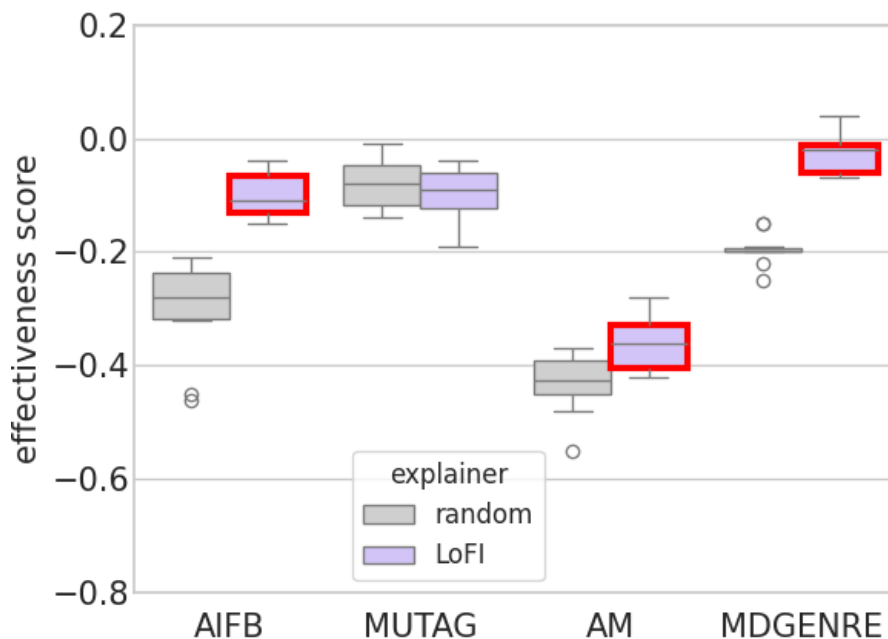 effectiveness score
0.2
0.0
−0.2
−0.4
−0.6
−0.8
explainer
random
LoFI
AIFB
MUTAG
AM
MDGENRE